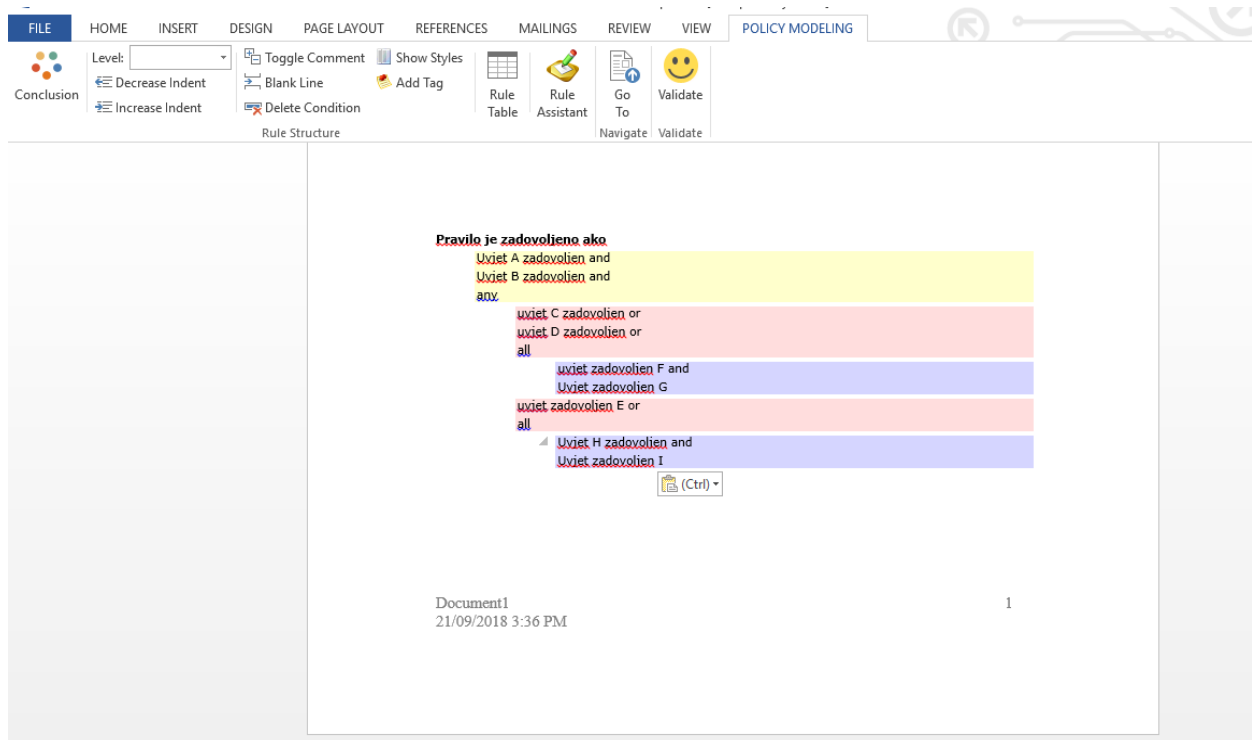 FILE HOME INSERT DESIGN PAGE LAYOUT REFERENCES MAILINGS REVIEW VIEW POLICY MODELING
Level: Toggle Comment Show Styles
Conclusion Decrease Indent Blank Line Add Tag Rule Table Rule Assistant Go To Validate
Increase Indent Delete Condition
Rule Structure Navigate Validate
Pravilo je zadovoljeno ako
Uvjet A zadovoljen and
Uvjet B zadovoljen and
any
uvjet C zadovoljen or
uvjet D zadovoljen or
all
uvjet zadovoljen F and
Uvjet zadovoljen G
uvjet zadovoljen E or
all
Uvjet H zadovoljen and
Uvjet zadovoljen I
(Ctrl)
Document1 1
21/09/2018 3:36 PM